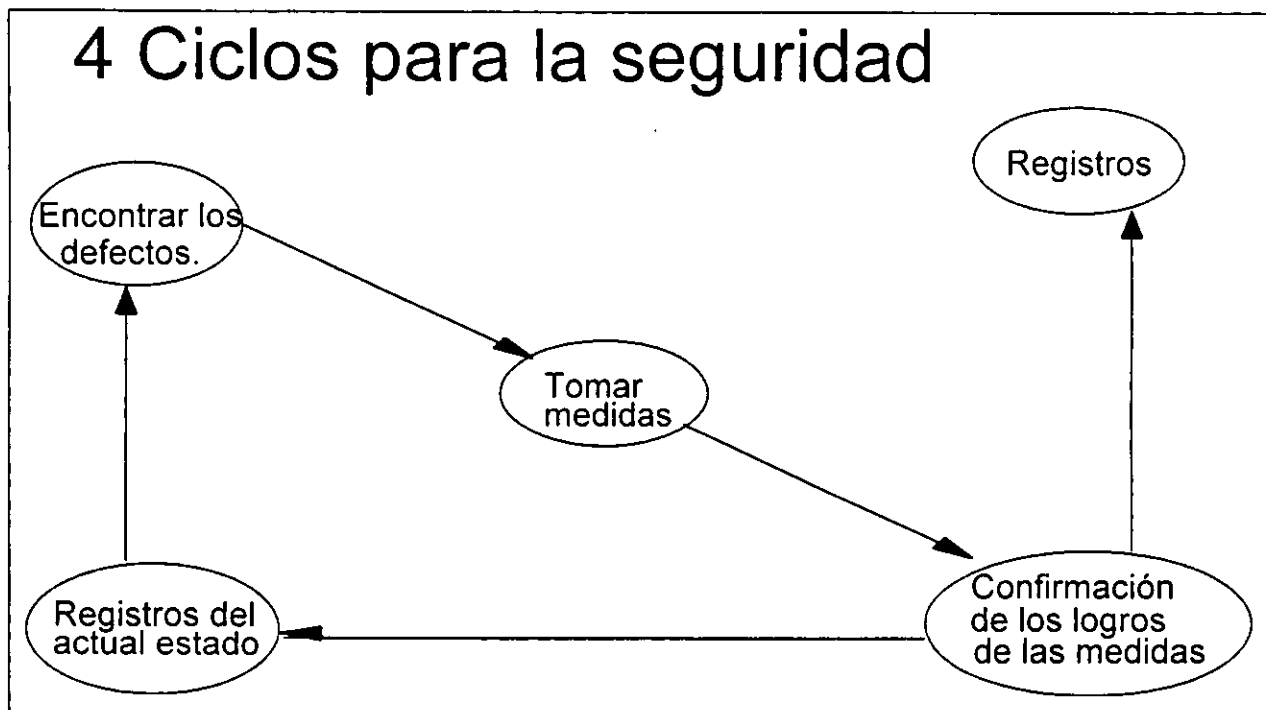 4 Ciclos para la seguridad
Registros
Encontrar los
defectos.
Tomar
medidas
Registros del
actual estado
Confirmación
de los logros
de las medidas